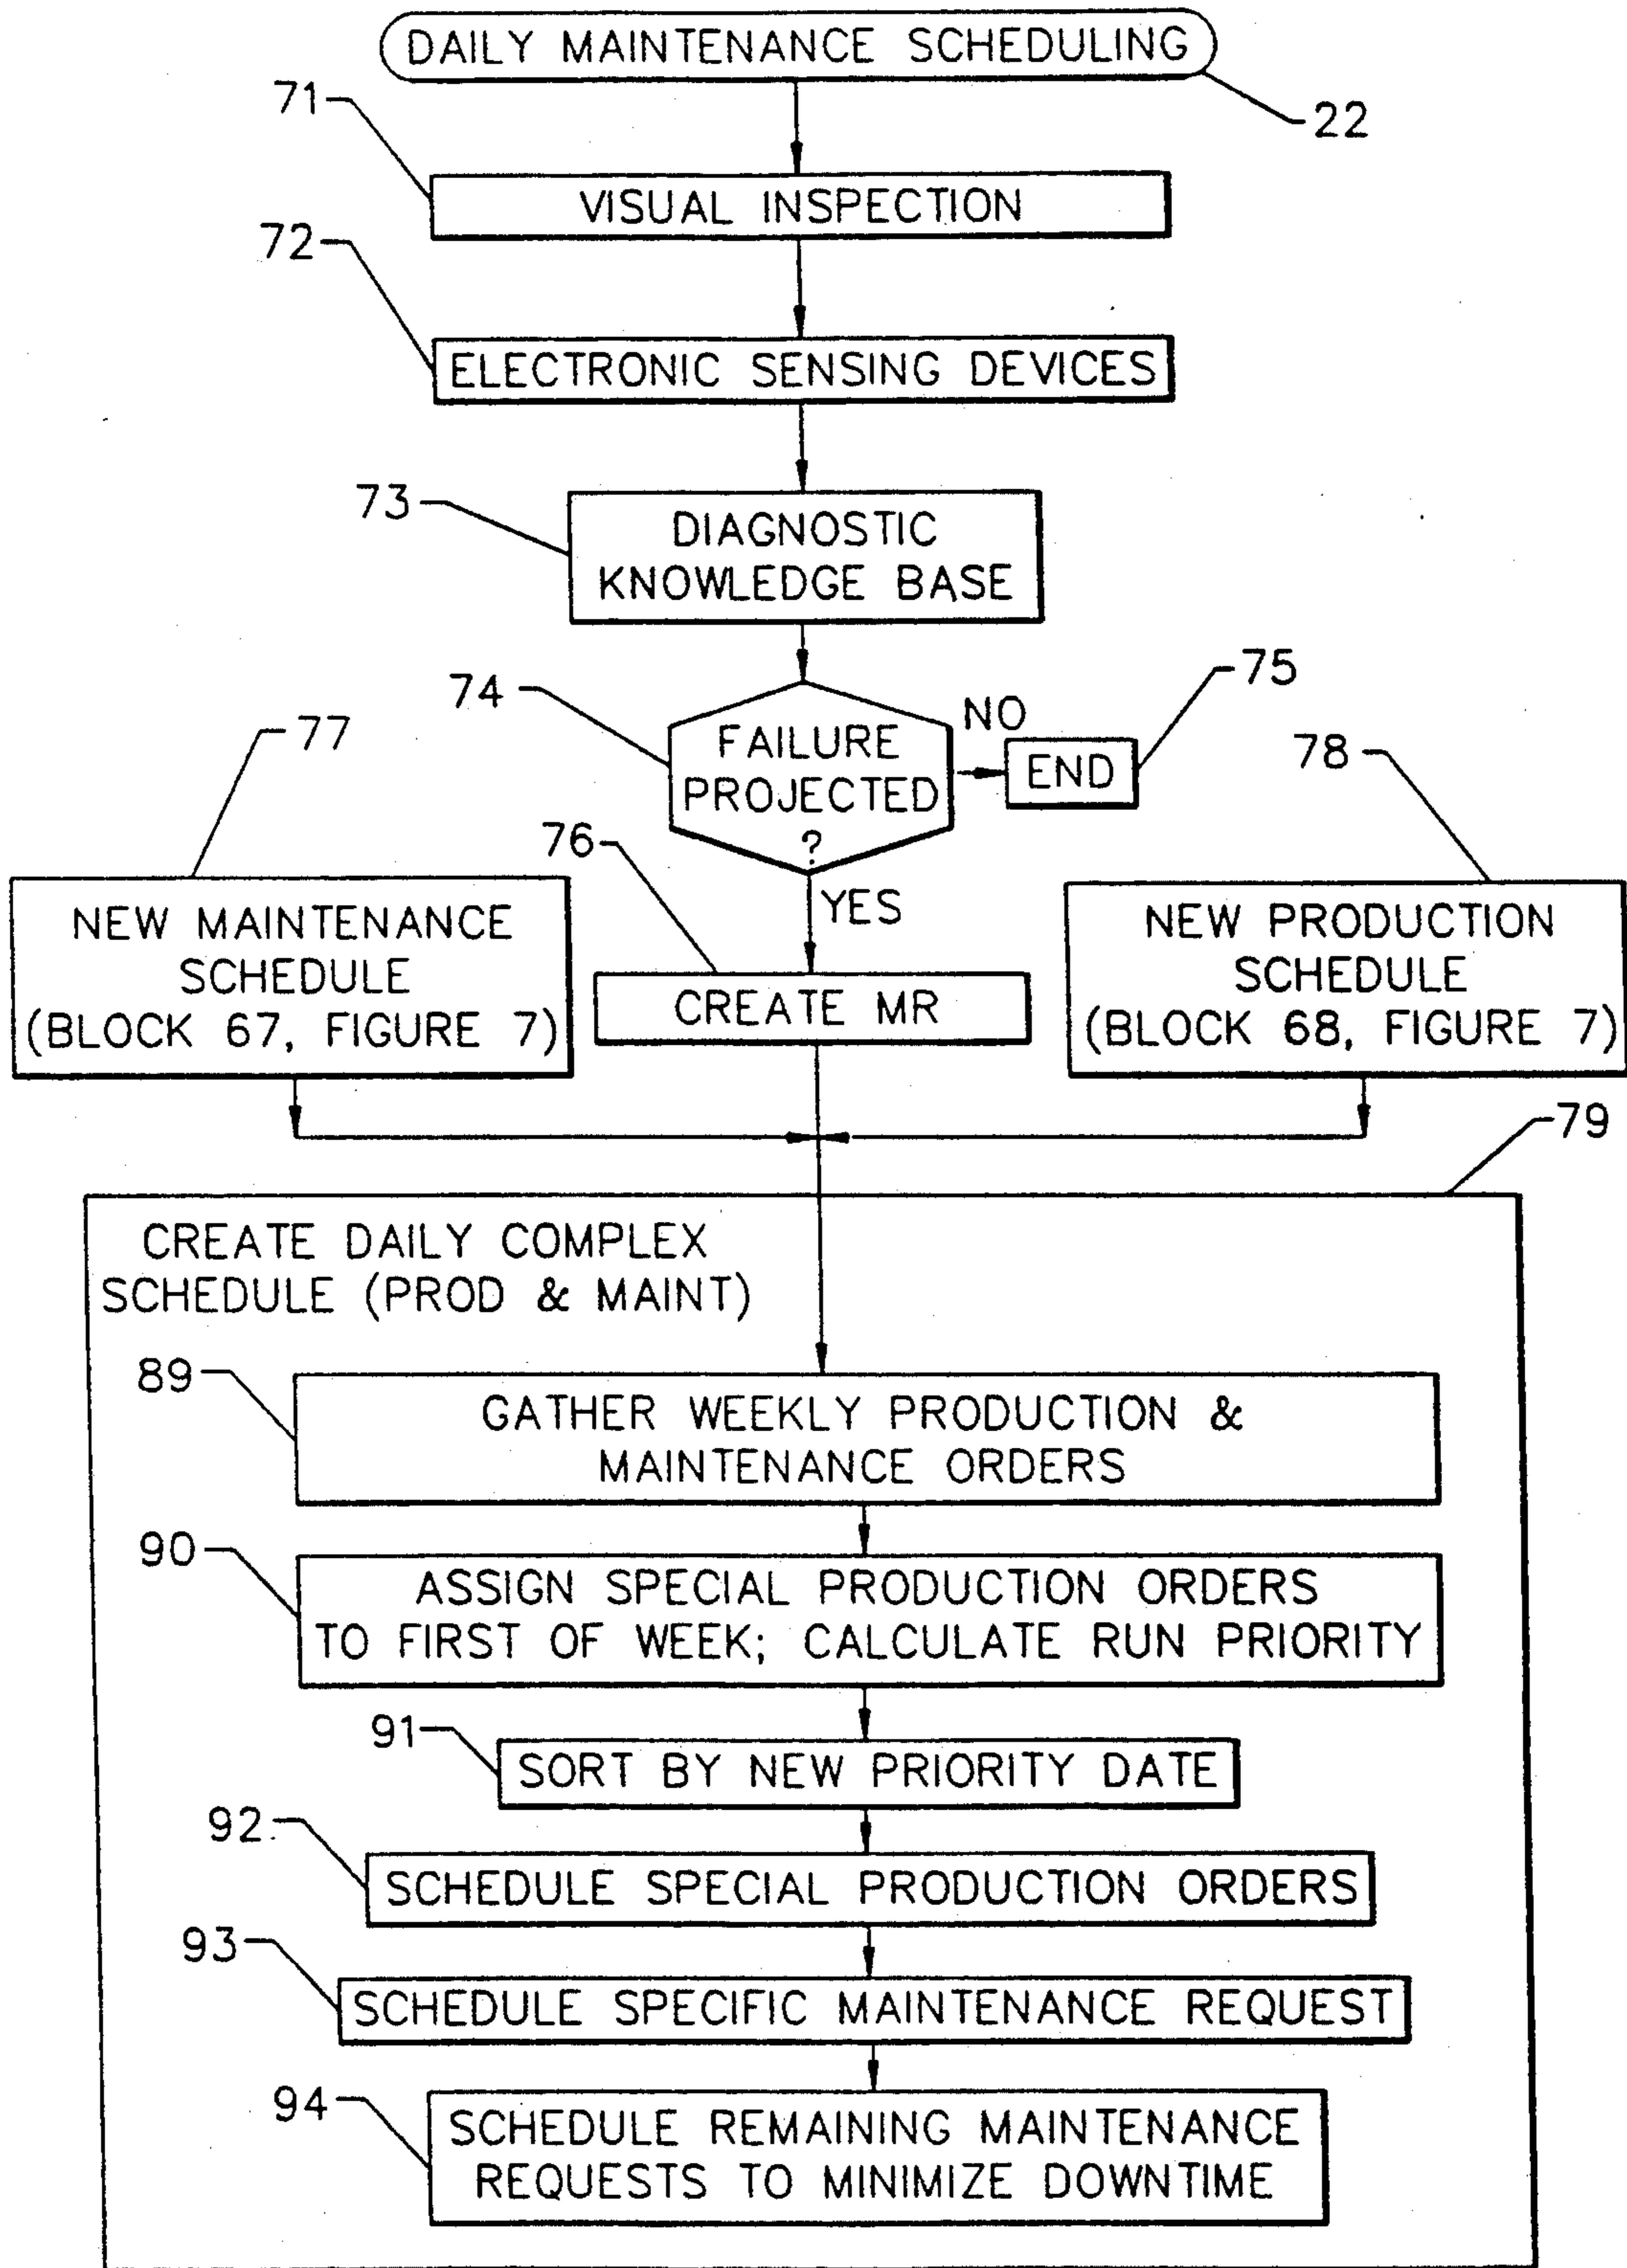 DAILY MAINTENANCE SCHEDULING
22
71
VISUAL INSPECTION
72
ELECTRONIC SENSING DEVICES
73
DIAGNOSTIC
KNOWLEDGE BASE
74
FAILURE
PROJECTED
?
NO
END
75
YES
76
CREATE MR
77
NEW MAINTENANCE
SCHEDULE
(BLOCK 67, FIGURE 7)
78
NEW PRODUCTION
SCHEDULE
(BLOCK 68, FIGURE 7)
79
CREATE DAILY COMPLEX
SCHEDULE (PROD & MAINT)
89
GATHER WEEKLY PRODUCTION &
MAINTENANCE ORDERS
90
ASSIGN SPECIAL PRODUCTION ORDERS
TO FIRST OF WEEK; CALCULATE RUN PRIORITY
91
SORT BY NEW PRIORITY DATE
92
SCHEDULE SPECIAL PRODUCTION ORDERS
93
SCHEDULE SPECIFIC MAINTENANCE REQUEST
94
SCHEDULE REMAINING MAINTENANCE
REQUESTS TO MINIMIZE DOWNTIME